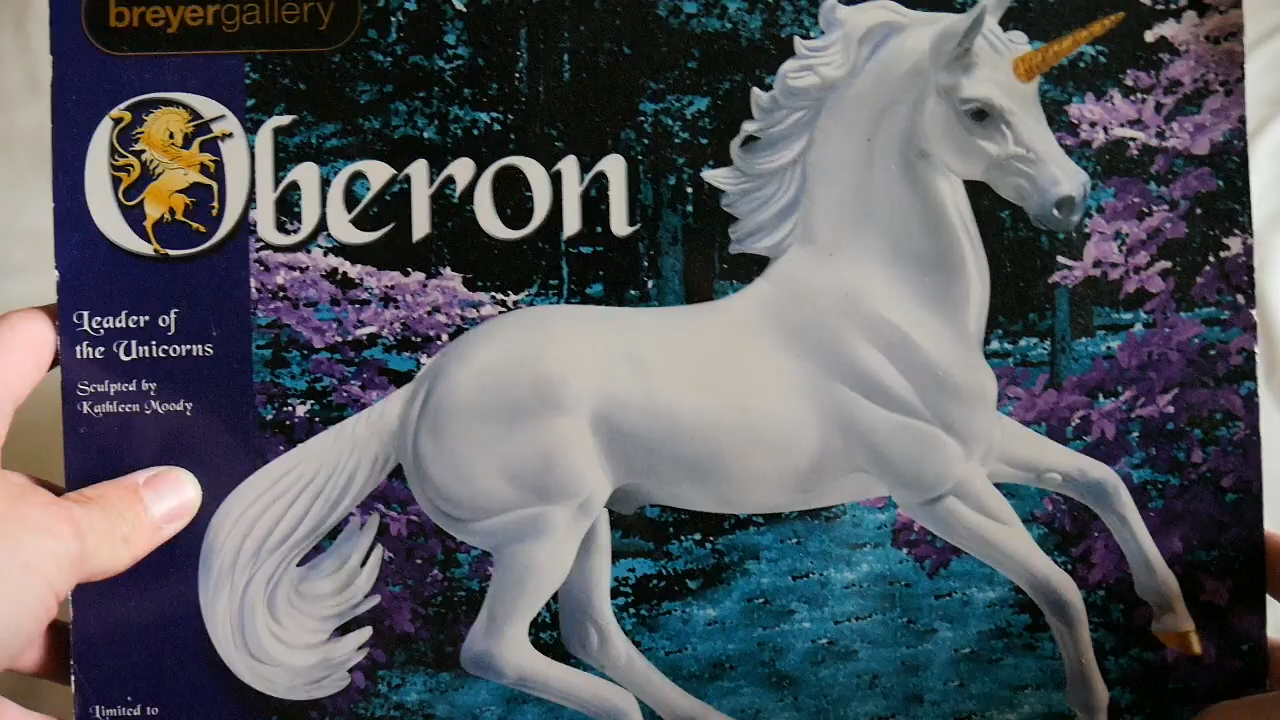 breyergallery
Oberon
Leader of
the Unicorns
Sculpted by
Kathleen Moody
Limited to